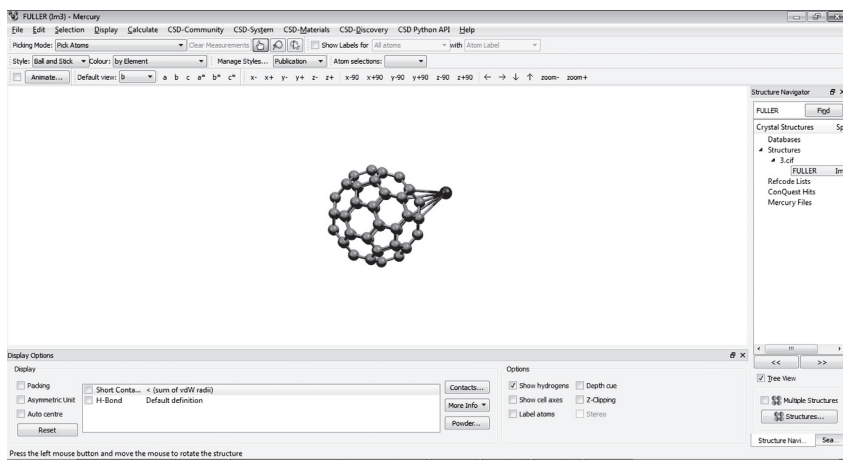 FULLER (Im3) - Mercury
File Edit Selection Display Calculate CSD-Community CSD-System CSD-Materials CSD-Discovery CSD Python API Help
Picking Mode: Pick Atoms Clear Measurements Show Labels for All atoms with Atom Label
Style: Ball and Stick Colour: by Element Manage Styles... Publication Atom selections:
Animate... Default view: b a b c a* b* c* x- x+ y- y+ z- z+ x-90 x+90 y-90 y+90 z-90 z+90 ← → ↓ ↑ zoom- zoom+
Structure Navigator
FULLER Find
Crystal Structures Sp
Databases
Structures
3.cif
FULLER Im
Refcode Lists
ConQuest Hits
Mercury Files
<< >>
Tree View
Multiple Structures
Structures...
Structure Navi... Sea...
Display Options
Display
Packing
Asymmetric Unit
Auto centre
Reset
Short Conta... < (sum of vdW radii)
H-Bond Default definition
Contacts...
More Info
Powder...
Options
Show hydrogens Depth cue
Show cell axes Z-Clipping
Label atoms Stereo
Press the left mouse button and move the mouse to rotate the structure